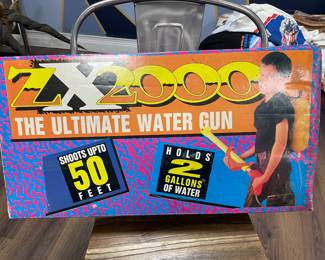 ZX2000
THE ULTIMATE WATER GUN
SHOOTS UPTO
50
FEET
HOLDS
2
GALLONS
OF WATER